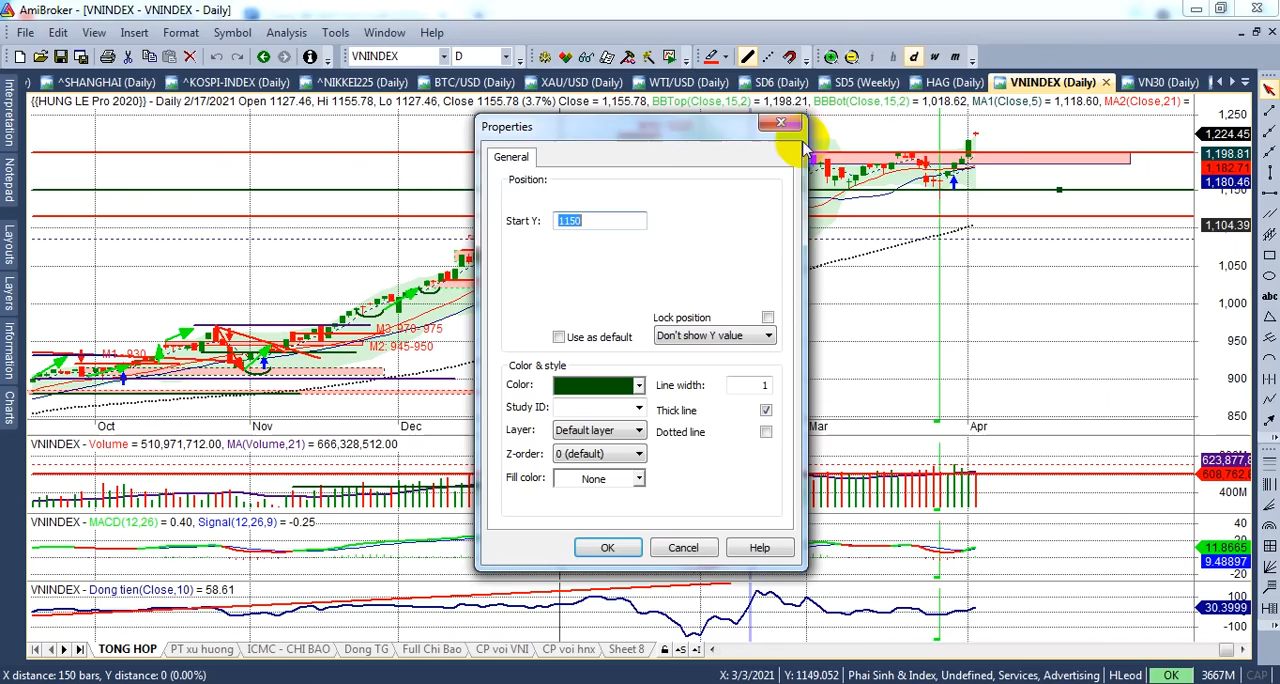 AmiBroker - [VNINDEX - Daily]
File Edit View Insert Format Symbol Analysis Tools Window Help
VNINDEX D d w m
^SHANGHAI (Daily) ^KOSPI-INDEX (Daily) ^NIKKEI225 (Daily) BTC/USD (Daily) XAU/USD (Daily) WTI/USD (Daily) SD6 (Daily) SD5 (Weekly) HAG (Daily) VNINDEX (Daily) VN30 (Daily)
{{HUNG LE Pro 2020}} - Daily 2/17/2021 Open 1127.46, Hi 1155.78, Lo 1127.46, Close 1155.78 (3.7%) Close = 1,155.78, BBTop(Close,15,2) = 1,198.21, BBBot(Close,15,2) = 1,018.62, MA1(Close,5) = 1,118.60, MA2(Close,21) =
1,250
1,224.45
1,198.81
1,182.71
1,180.46
1,104.39
1,050
1,000
950
900
850
Interpretation
Notepad
Layouts
Layers
Information
Charts
abc
Properties
General
Position:
Start Y: 1150
Lock position
Use as default Don't show Y value
Color & style
Color: Line width: 1
Study ID: Thick line
Layer: Default layer Dotted line
Z-order: 0 (default)
Fill color: None
OK Cancel Help
M1 - 930
M3: 970-975
M2: 945-950
Oct Nov Dec Mar Apr
VNINDEX - Volume = 510,971,712.00, MA(Volume,21) = 666,328,512.00
623,877,8
608,762,
400M
VNINDEX - MACD(12,26) = 0.40, Signal(12,26,9) = -0.25
40
20
11.8665
9.48897
-20
VNINDEX - Dong tien(Close,10) = 58.61
100
30.3999
-100
TONG HOP PT xu huong ICMC - CHI BAO Dong TG Full Chi Bao CP voi VNI CP voi hnx Sheet 8
X distance: 150 bars, Y distance: 0 (0.00%) X: 3/3/2021 Y: 1149.052 Phai Sinh & Index, Undefined, Services, Advertising HLeod OK 3667M CAP